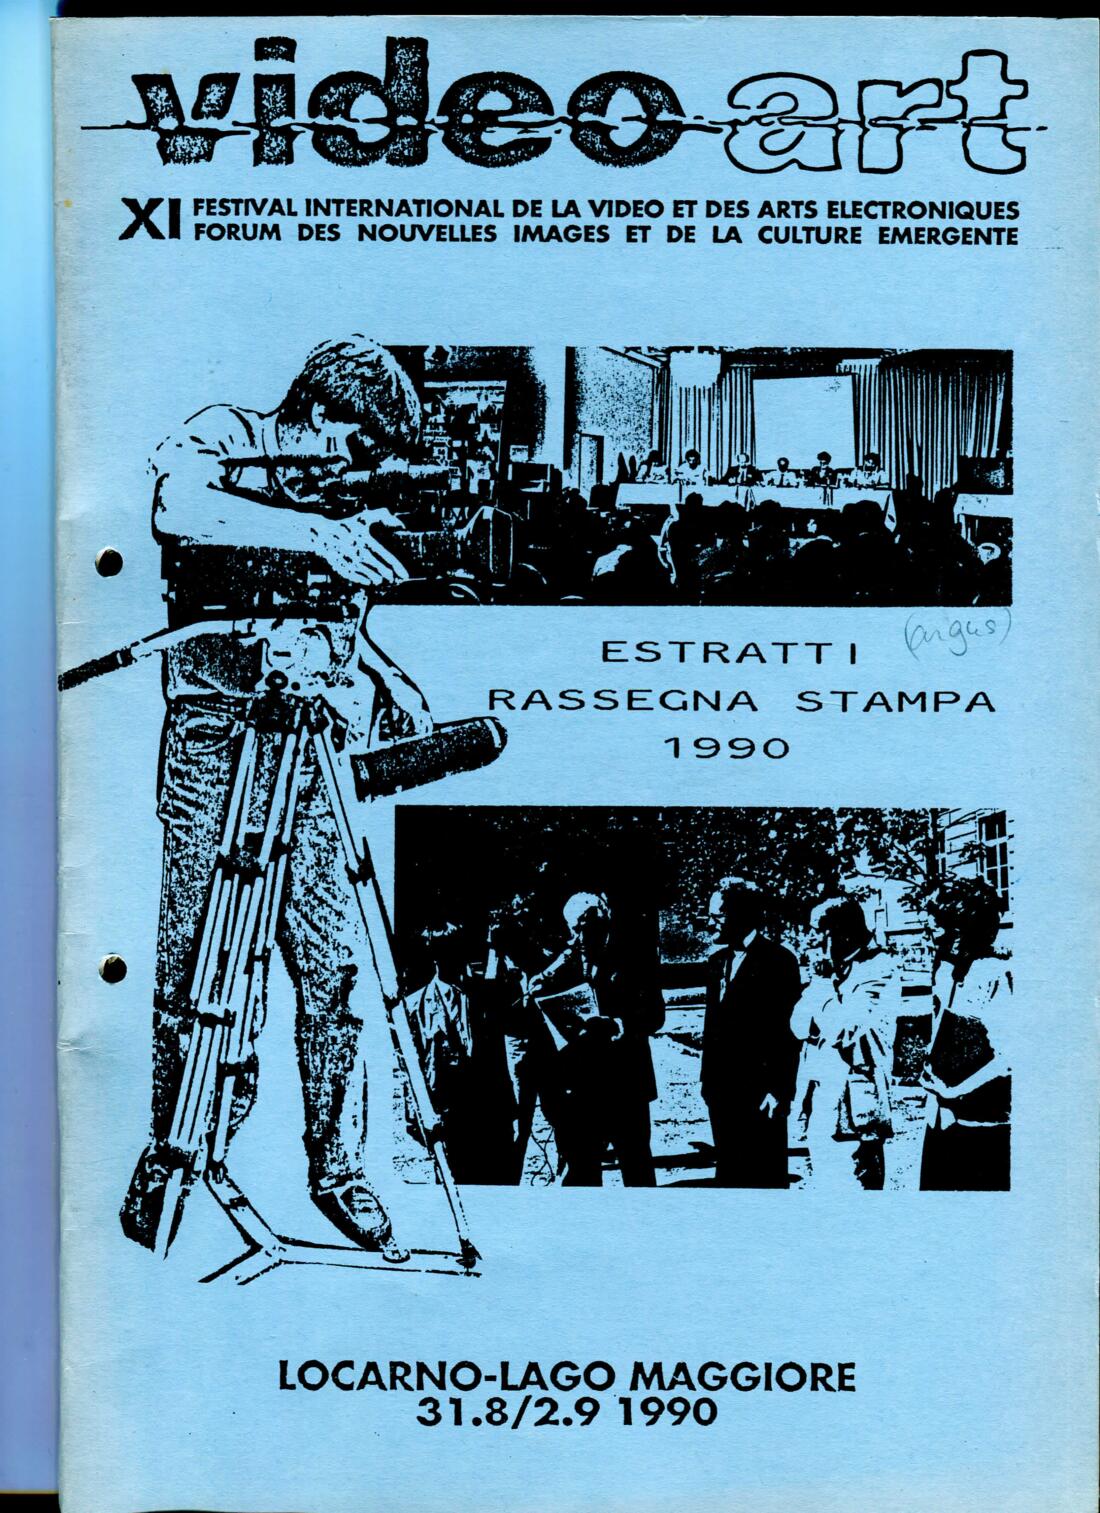 video art
XI FESTIVAL INTERNATIONAL DE LA VIDEO ET DES ARTS ELECTRONIQUES
FORUM DES NOUVELLES IMAGES ET DE LA CULTURE EMERGENTE
(argus)
ESTRATTI
RASSEGNA STAMPA
1990
LOCARNO-LAGO MAGGIORE
31.8/2.9 1990